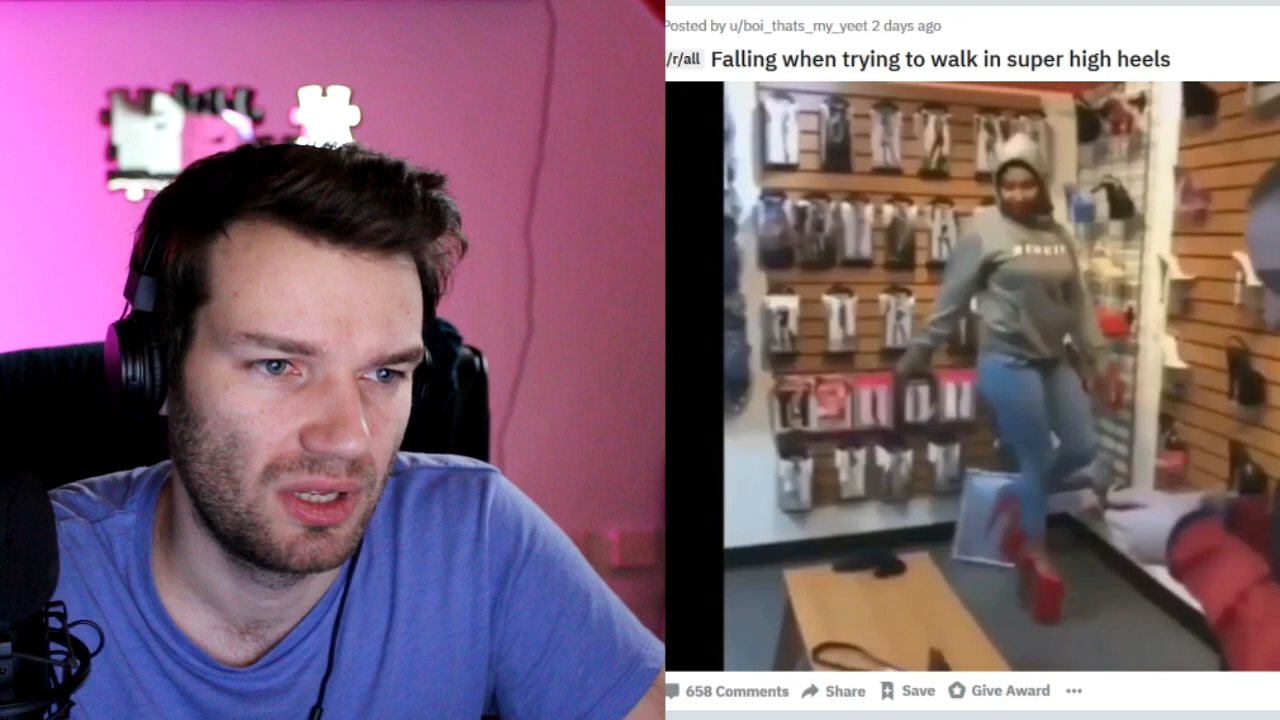 Posted by u/boi_thats_my_yeet 2 days ago
/r/all Falling when trying to walk in super high heels
658 Comments Share Save Give Award